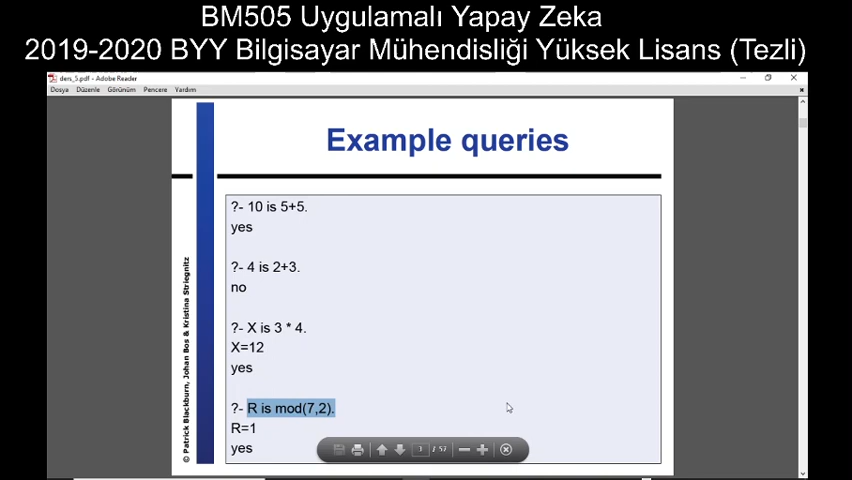 BM505 Uygulamalı Yapay Zeka
2019-2020 BYY Bilgisayar Mühendisliği Yüksek Lisans (Tezli)
ders_5.pdf - Adobe Reader
Dosya Düzenle Görünüm Pencere Yardım
Example queries
?- 10 is 5+5.
yes
?- 4 is 2+3.
no
?- X is 3 * 4.
X=12
yes
?- R is mod(7,2).
R=1
yes
© Patrick Blackburn, Johan Bos & Kristina Striegnitz
3 / 57